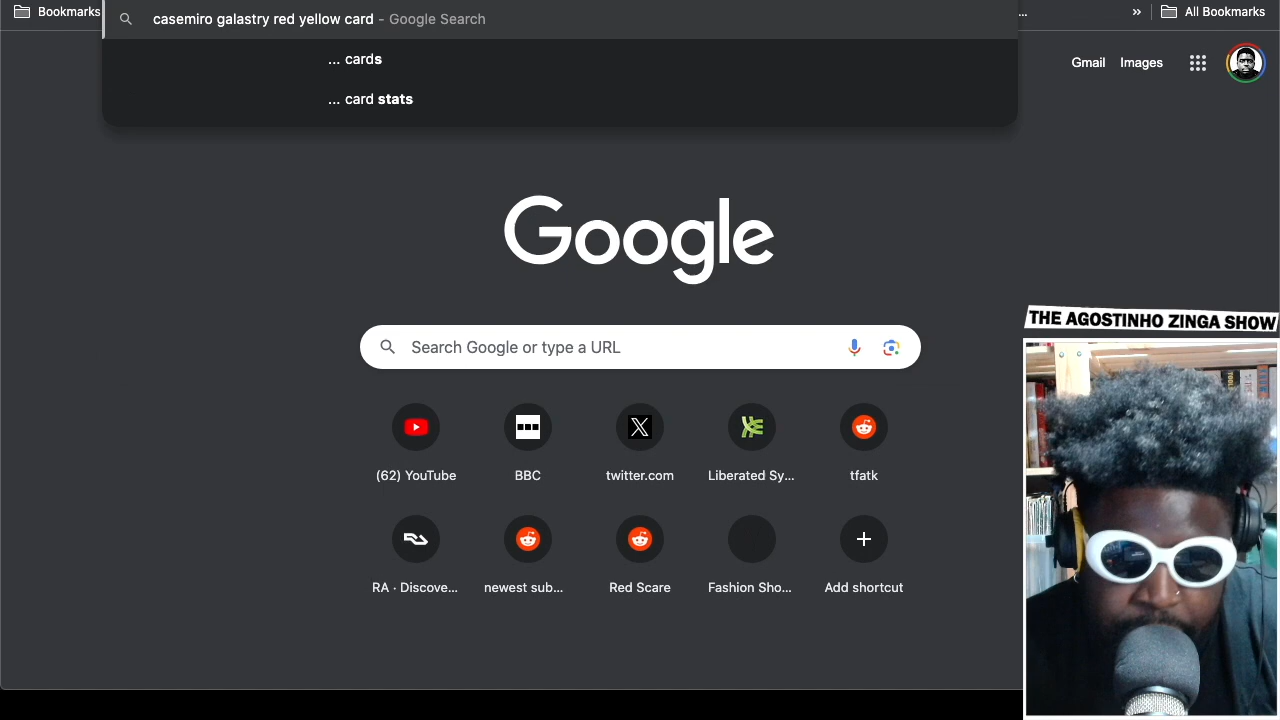 Bookmarks
casemiro galastry red yellow card - Google Search
...
»
All Bookmarks
... cards
... card stats
Gmail
Images
Google
Search Google or type a URL
(62) YouTube
BBC
twitter.com
Liberated Sy...
tfatk
RA · Discove...
newest sub...
Red Scare
Fashion Sho...
Add shortcut
THE AGOSTINHO ZINGA SHOW